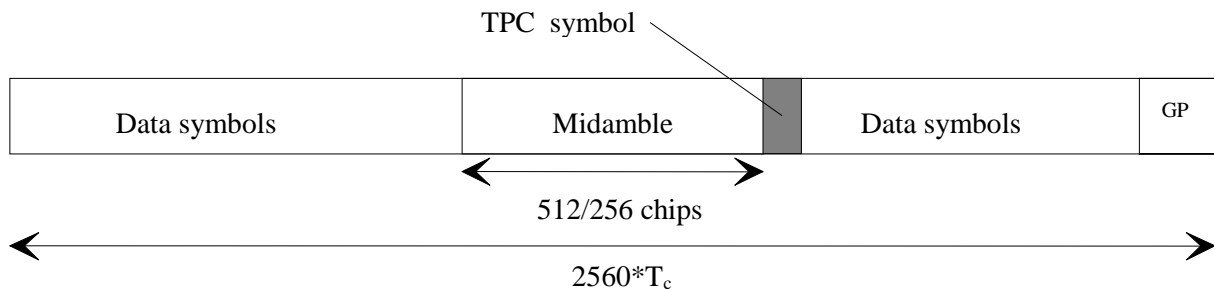 TPC symbol
Data symbols
Midamble
Data symbols
GP
512/256 chips
2560*Tc